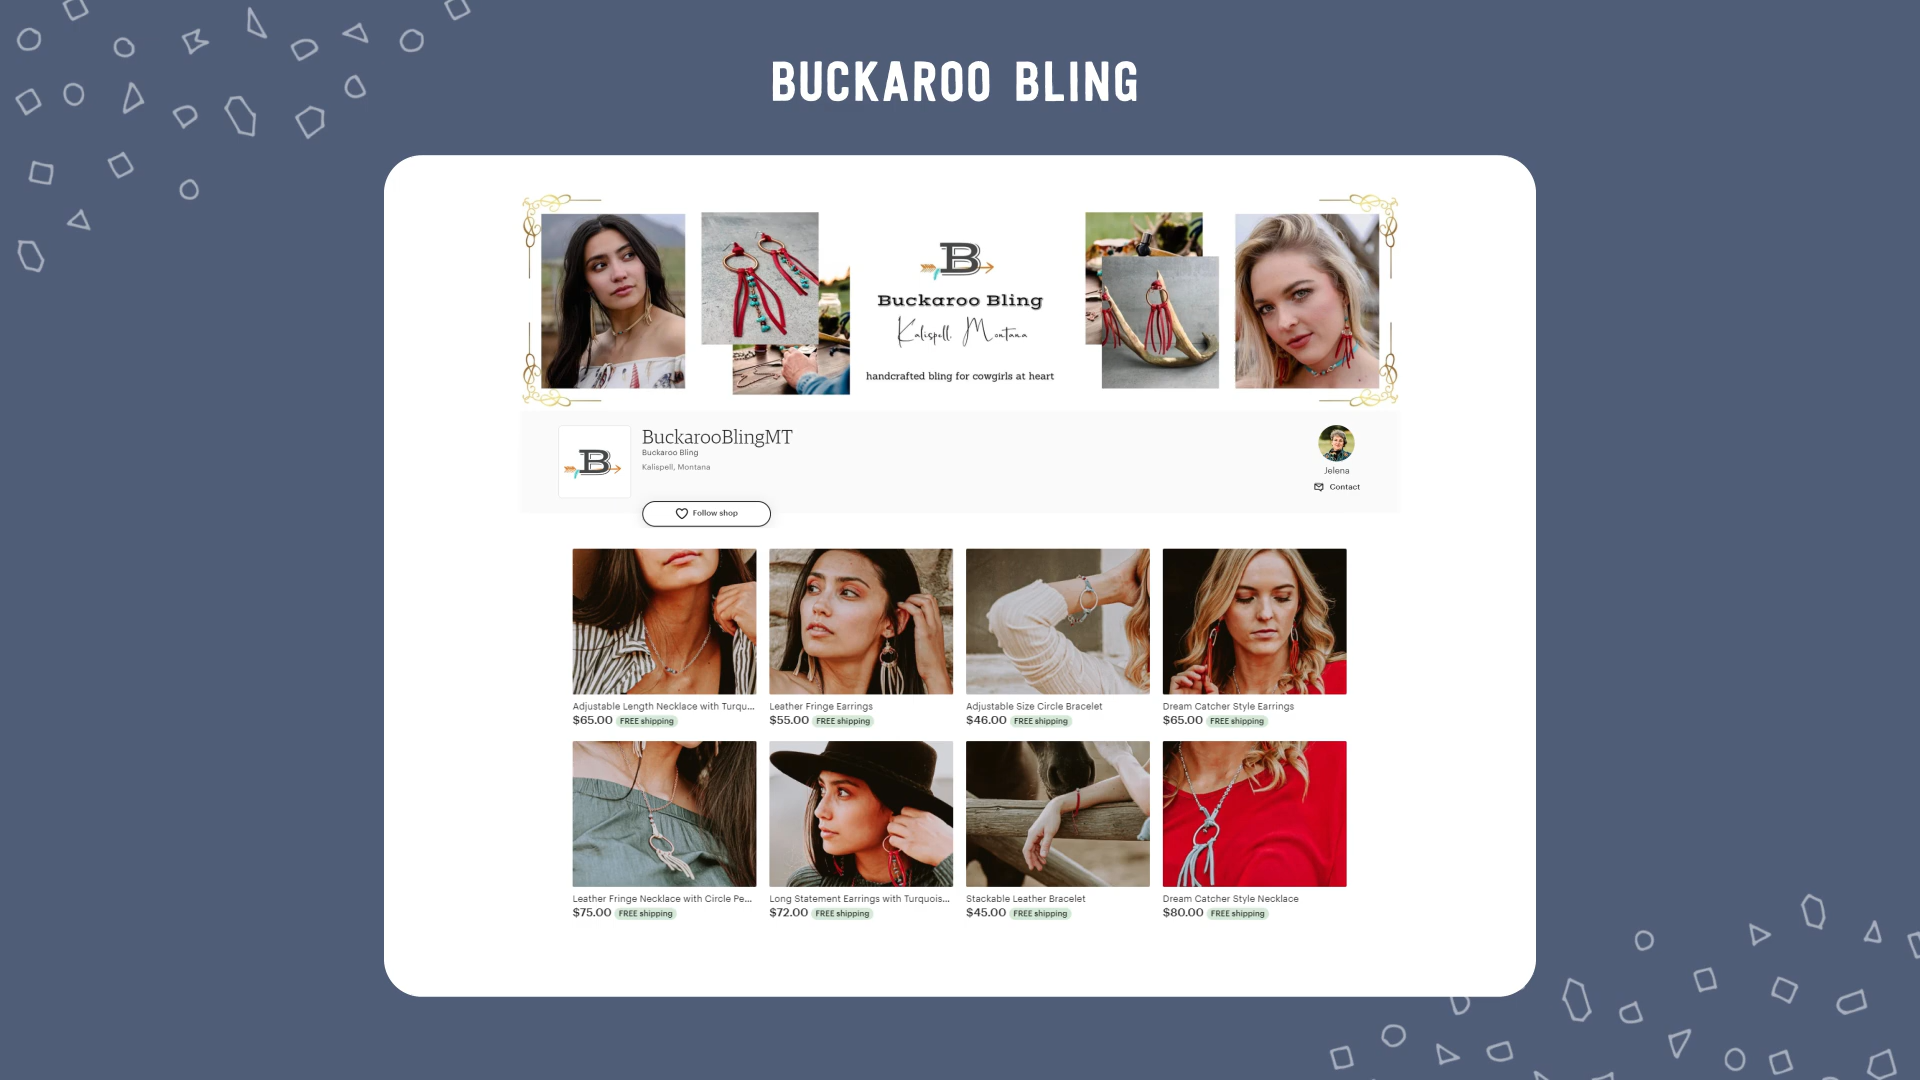 BUCKAROO BLING
B
Buckaroo Bling
Kalispell, Montana
handcrafted bling for cowgirls at heart
B
BuckarooBlingMT
Buckaroo Bling
Kalispell, Montana
Follow shop
Jelena
Contact
Adjustable Length Necklace with Turqu...
$65.00 FREE shipping
Leather Fringe Earrings
$55.00 FREE shipping
Adjustable Size Circle Bracelet
$46.00 FREE shipping
Dream Catcher Style Earrings
$65.00 FREE shipping
Leather Fringe Necklace with Circle Pe...
$75.00 FREE shipping
Long Statement Earrings with Turquois...
$72.00 FREE shipping
Stackable Leather Bracelet
$45.00 FREE shipping
Dream Catcher Style Necklace
$80.00 FREE shipping